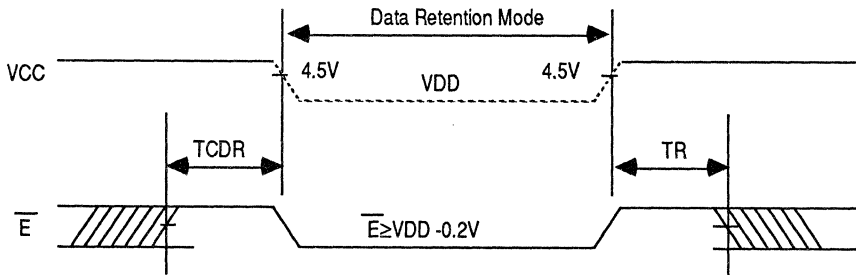 Data Retention Mode
VCC
4.5V
VDD
4.5V
TCDR
TR
E̅
E̅≥VDD -0.2V